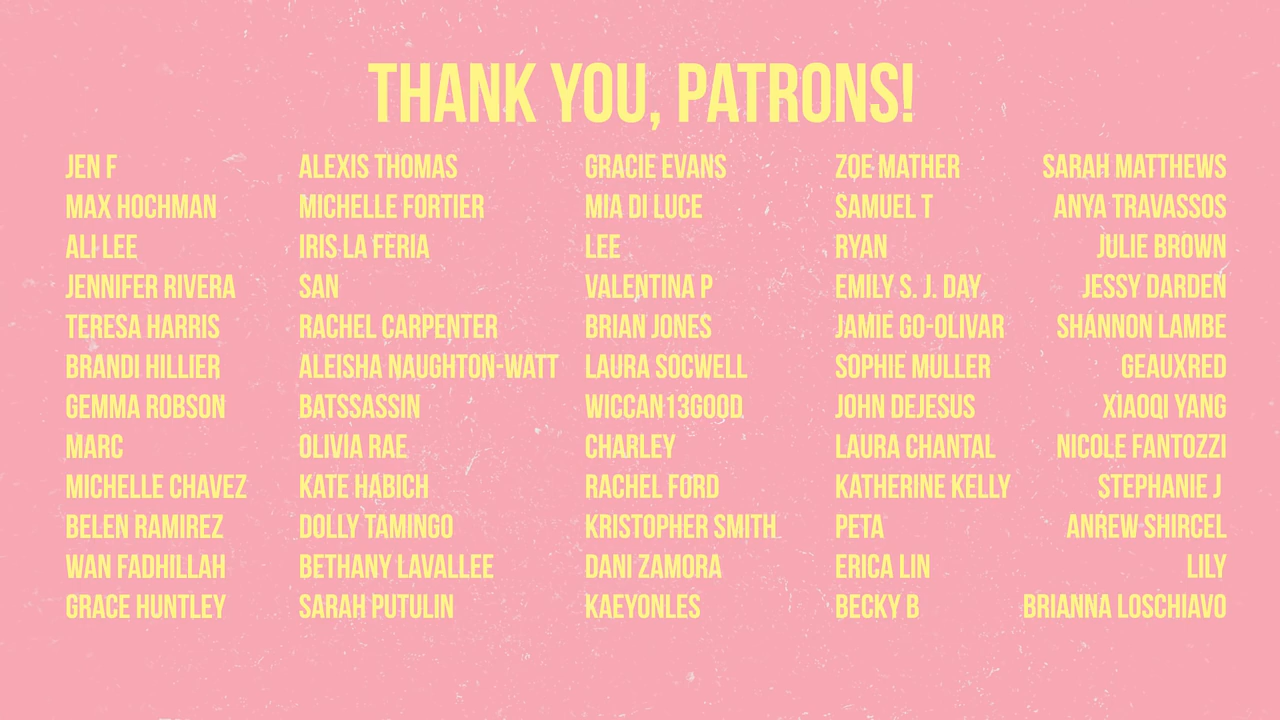 THANK YOU, PATRONS!
JEN F
MAX HOCHMAN
ALI LEE
JENNIFER RIVERA
TERESA HARRIS
BRANDI HILLIER
GEMMA ROBSON
MARC
MICHELLE CHAVEZ
BELEN RAMIREZ
WAN FADHILLAH
GRACE HUNTLEY
ALEXIS THOMAS
MICHELLE FORTIER
IRIS LA FERIA
SAN
RACHEL CARPENTER
ALEISHA NAUGHTON-WATT
BATSSASSIN
OLIVIA RAE
KATE HABICH
DOLLY TAMINGO
BETHANY LAVALLEE
SARAH PUTULIN
GRACIE EVANS
MIA DI LUCE
LEE
VALENTINA P
BRIAN JONES
LAURA SOCWELL
WICCAN13GOOD
CHARLEY
RACHEL FORD
KRISTOPHER SMITH
DANI ZAMORA
KAEYONLES
ZOE MATHER
SAMUEL T
RYAN
EMILY S. J. DAY
JAMIE GO-OLIVAR
SOPHIE MULLER
JOHN DEJESUS
LAURA CHANTAL
KATHERINE KELLY
PETA
ERICA LIN
BECKY B
SARAH MATTHEWS
ANYA TRAVASSOS
JULIE BROWN
JESSY DARDEN
SHANNON LAMBE
GEAUXRED
XIAOQI YANG
NICOLE FANTOZZI
STEPHANIE J
ANREW SHIRCEL
LILY
BRIANNA LOSCHIAVO